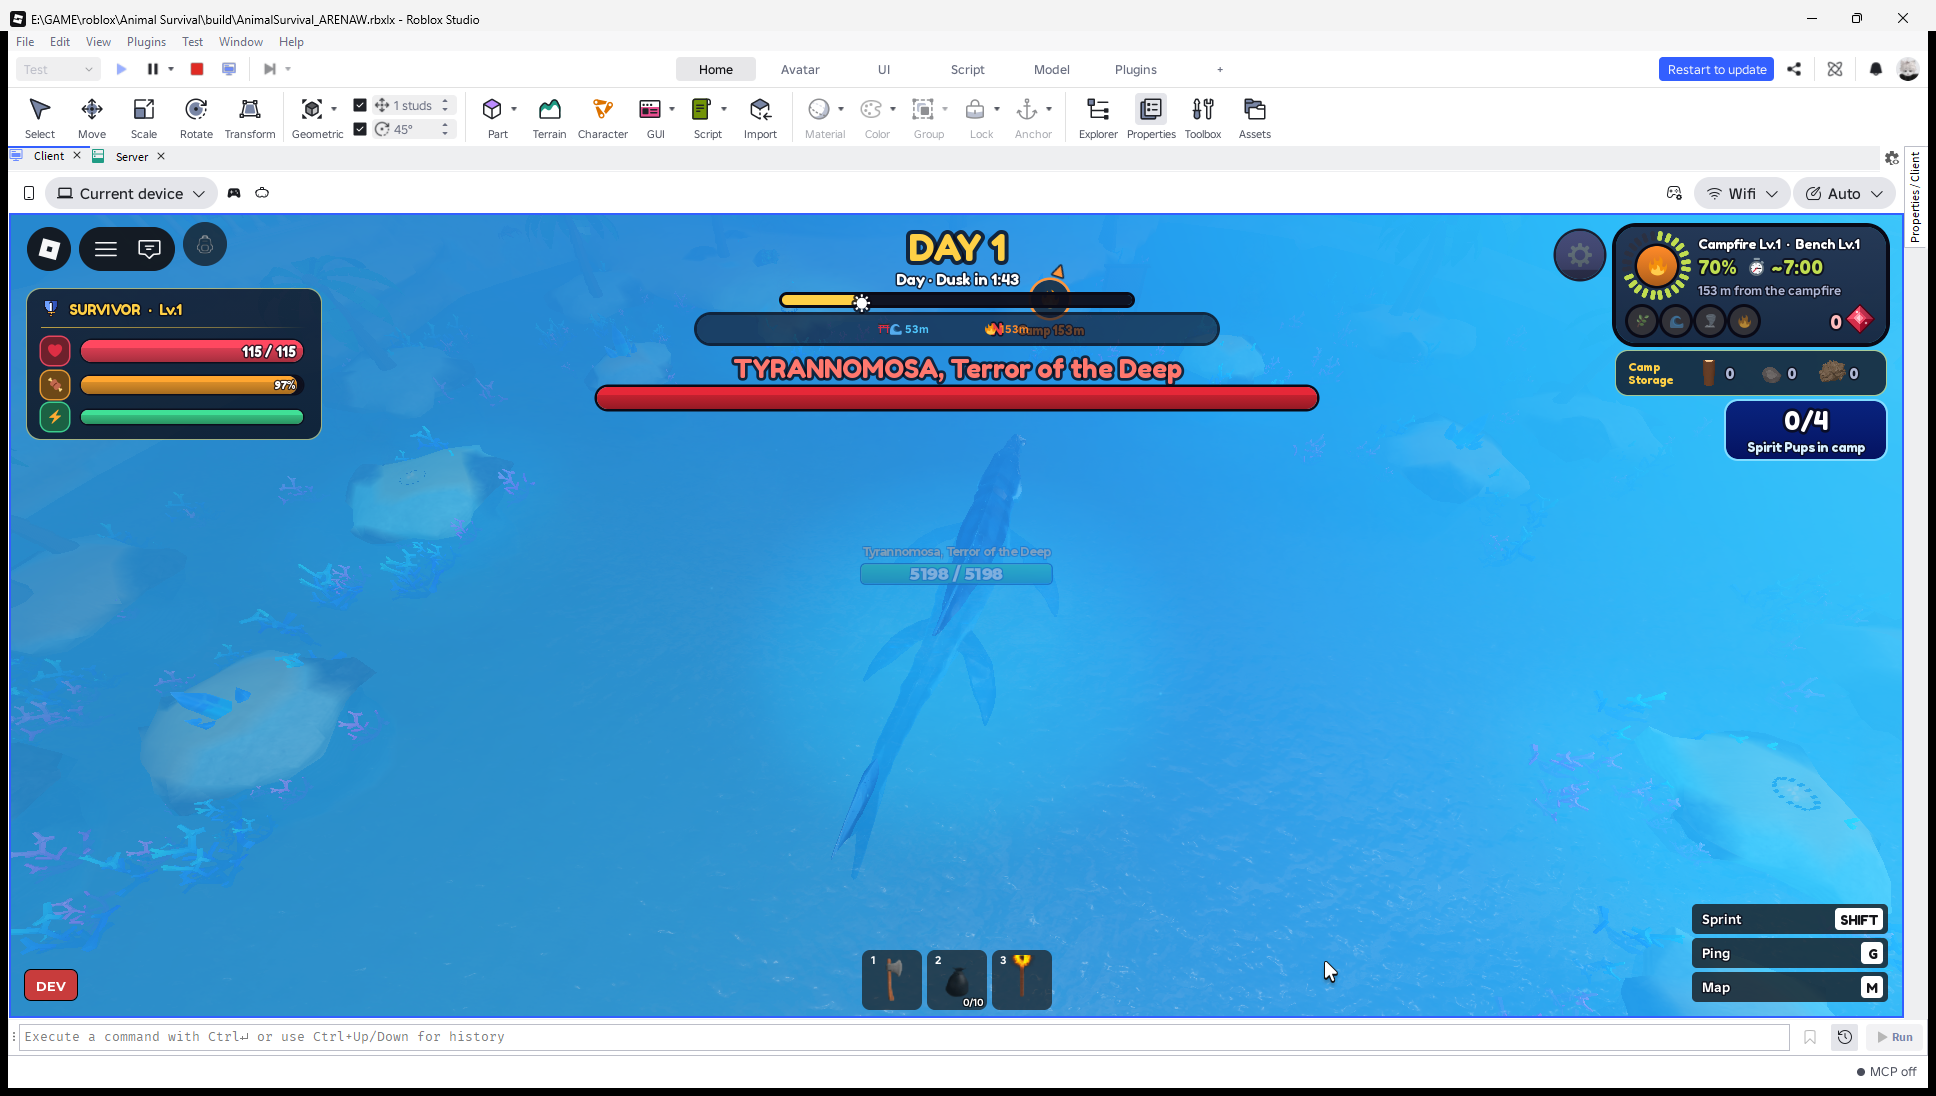 E:\GAME\roblox\Animal Survival\build\AnimalSurvival_ARENAW.rbxlx - Roblox Studio
File Edit View Plugins Test Window Help
Test
Home Avatar UI Script Model Plugins +
Restart to update
Select Move Scale Rotate Transform Geometric
1 studs
45°
Part Terrain Character GUI Script Import Material Color Group Lock Anchor Explorer Properties Toolbox Assets
Client Server
Properties / Client
Current device
Wifi Auto
DAY 1
Day · Dusk in 1:43
53m
153m
Camp 153m
TYRANNOMOSA, Terror of the Deep
SURVIVOR · Lv.1
115 / 115
97%
Campfire Lv.1 · Bench Lv.1
70% ~7:00
153 m from the campfire
0
Camp Storage
0 0 0
0/4
Spirit Pups in camp
Tyrannomosa, Terror of the Deep
5198 / 5198
Sprint SHIFT
Ping G
Map M
DEV
1 2 3
0/10
Execute a command with Ctrl↵ or use Ctrl+Up/Down for history
Run
MCP off